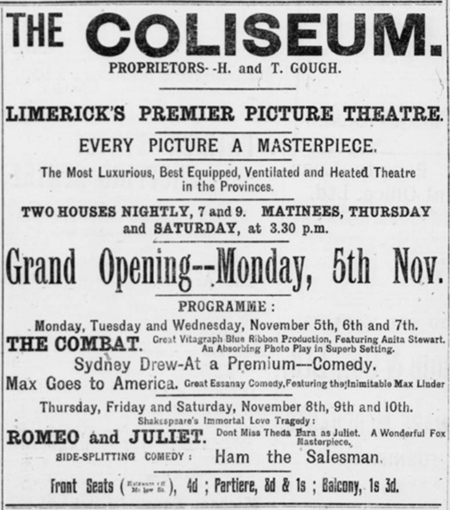 THE COLISEUM.
PROPRIETORS--H. and T. GOUGH.
LIMERICK'S PREMIER PICTURE THEATRE.
EVERY PICTURE A MASTERPIECE.
The Most Luxurious, Best Equipped, Ventilated and Heated Theatre
in the Provinces.
TWO HOUSES NIGHTLY, 7 and 9. MATINEES, THURSDAY
and SATURDAY, at 3.30 p.m.
Grand Opening--Monday, 5th Nov.
PROGRAMME:
Monday, Tuesday and Wednesday, November 5th, 6th and 7th.
THE COMBAT. Great Vitagraph Blue Ribbon Production, Featuring Anita Stewart.
An Absorbing Photo Play in Superb Setting.
Sydney Drew-At a Premium—Comedy.
Max Goes to America. Great Essanay Comedy, Featuring the Inimitable Max Linder
Thursday, Friday and Saturday, November 8th, 9th and 10th.
Shakespeare's Immortal Love Tragedy:
ROMEO and JULIET. Dont Miss Theda Bara as Juliet. A Wonderful Fox
Masterpiece.
SIDE-SPLITTING COMEDY: Ham the Salesman.
Front Seats ( ), 4d; Partiere, 8d & 1s; Balcony, 1s 3d.